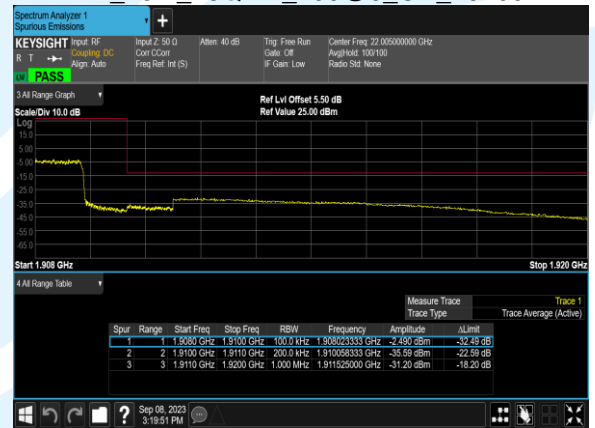 Spectrum Analyzer 1
Spurious Emissions
KEYSIGHT Input: RF Input Z: 50 Ω Atten: 40 dB Trig: Free Run Center Freq: 22.005000000 GHz
R T Coupling: DC Corr CCorr Gate: Off Avg|Hold: 100/100
Align: Auto Freq Ref: Int (S) IF Gain: Low Radio Std: None
PASS
3 All Range Graph
Ref Lvl Offset 5.50 dB
Scale/Div 10.0 dB Ref Value 25.00 dBm
Log
15.0
5.00
-5.00
-15.0
-25.0
-35.0
-45.0
-55.0
-65.0
Start 1.908 GHz Stop 1.920 GHz
4 All Range Table
Measure Trace Trace 1
Trace Type Trace Average (Active)
Spur Range Start Freq Stop Freq RBW Frequency Amplitude ΔLimit
1 1 1.9080 GHz 1.9100 GHz 100.0 kHz 1.908023333 GHz -2.490 dBm -32.49 dB
2 2 1.9100 GHz 1.9110 GHz 200.0 kHz 1.910058333 GHz -35.59 dBm -22.59 dB
3 3 1.9110 GHz 1.9200 GHz 1.000 MHz 1.911525000 GHz -31.20 dBm -18.20 dB
? Sep 08, 2023
3:19:51 PM